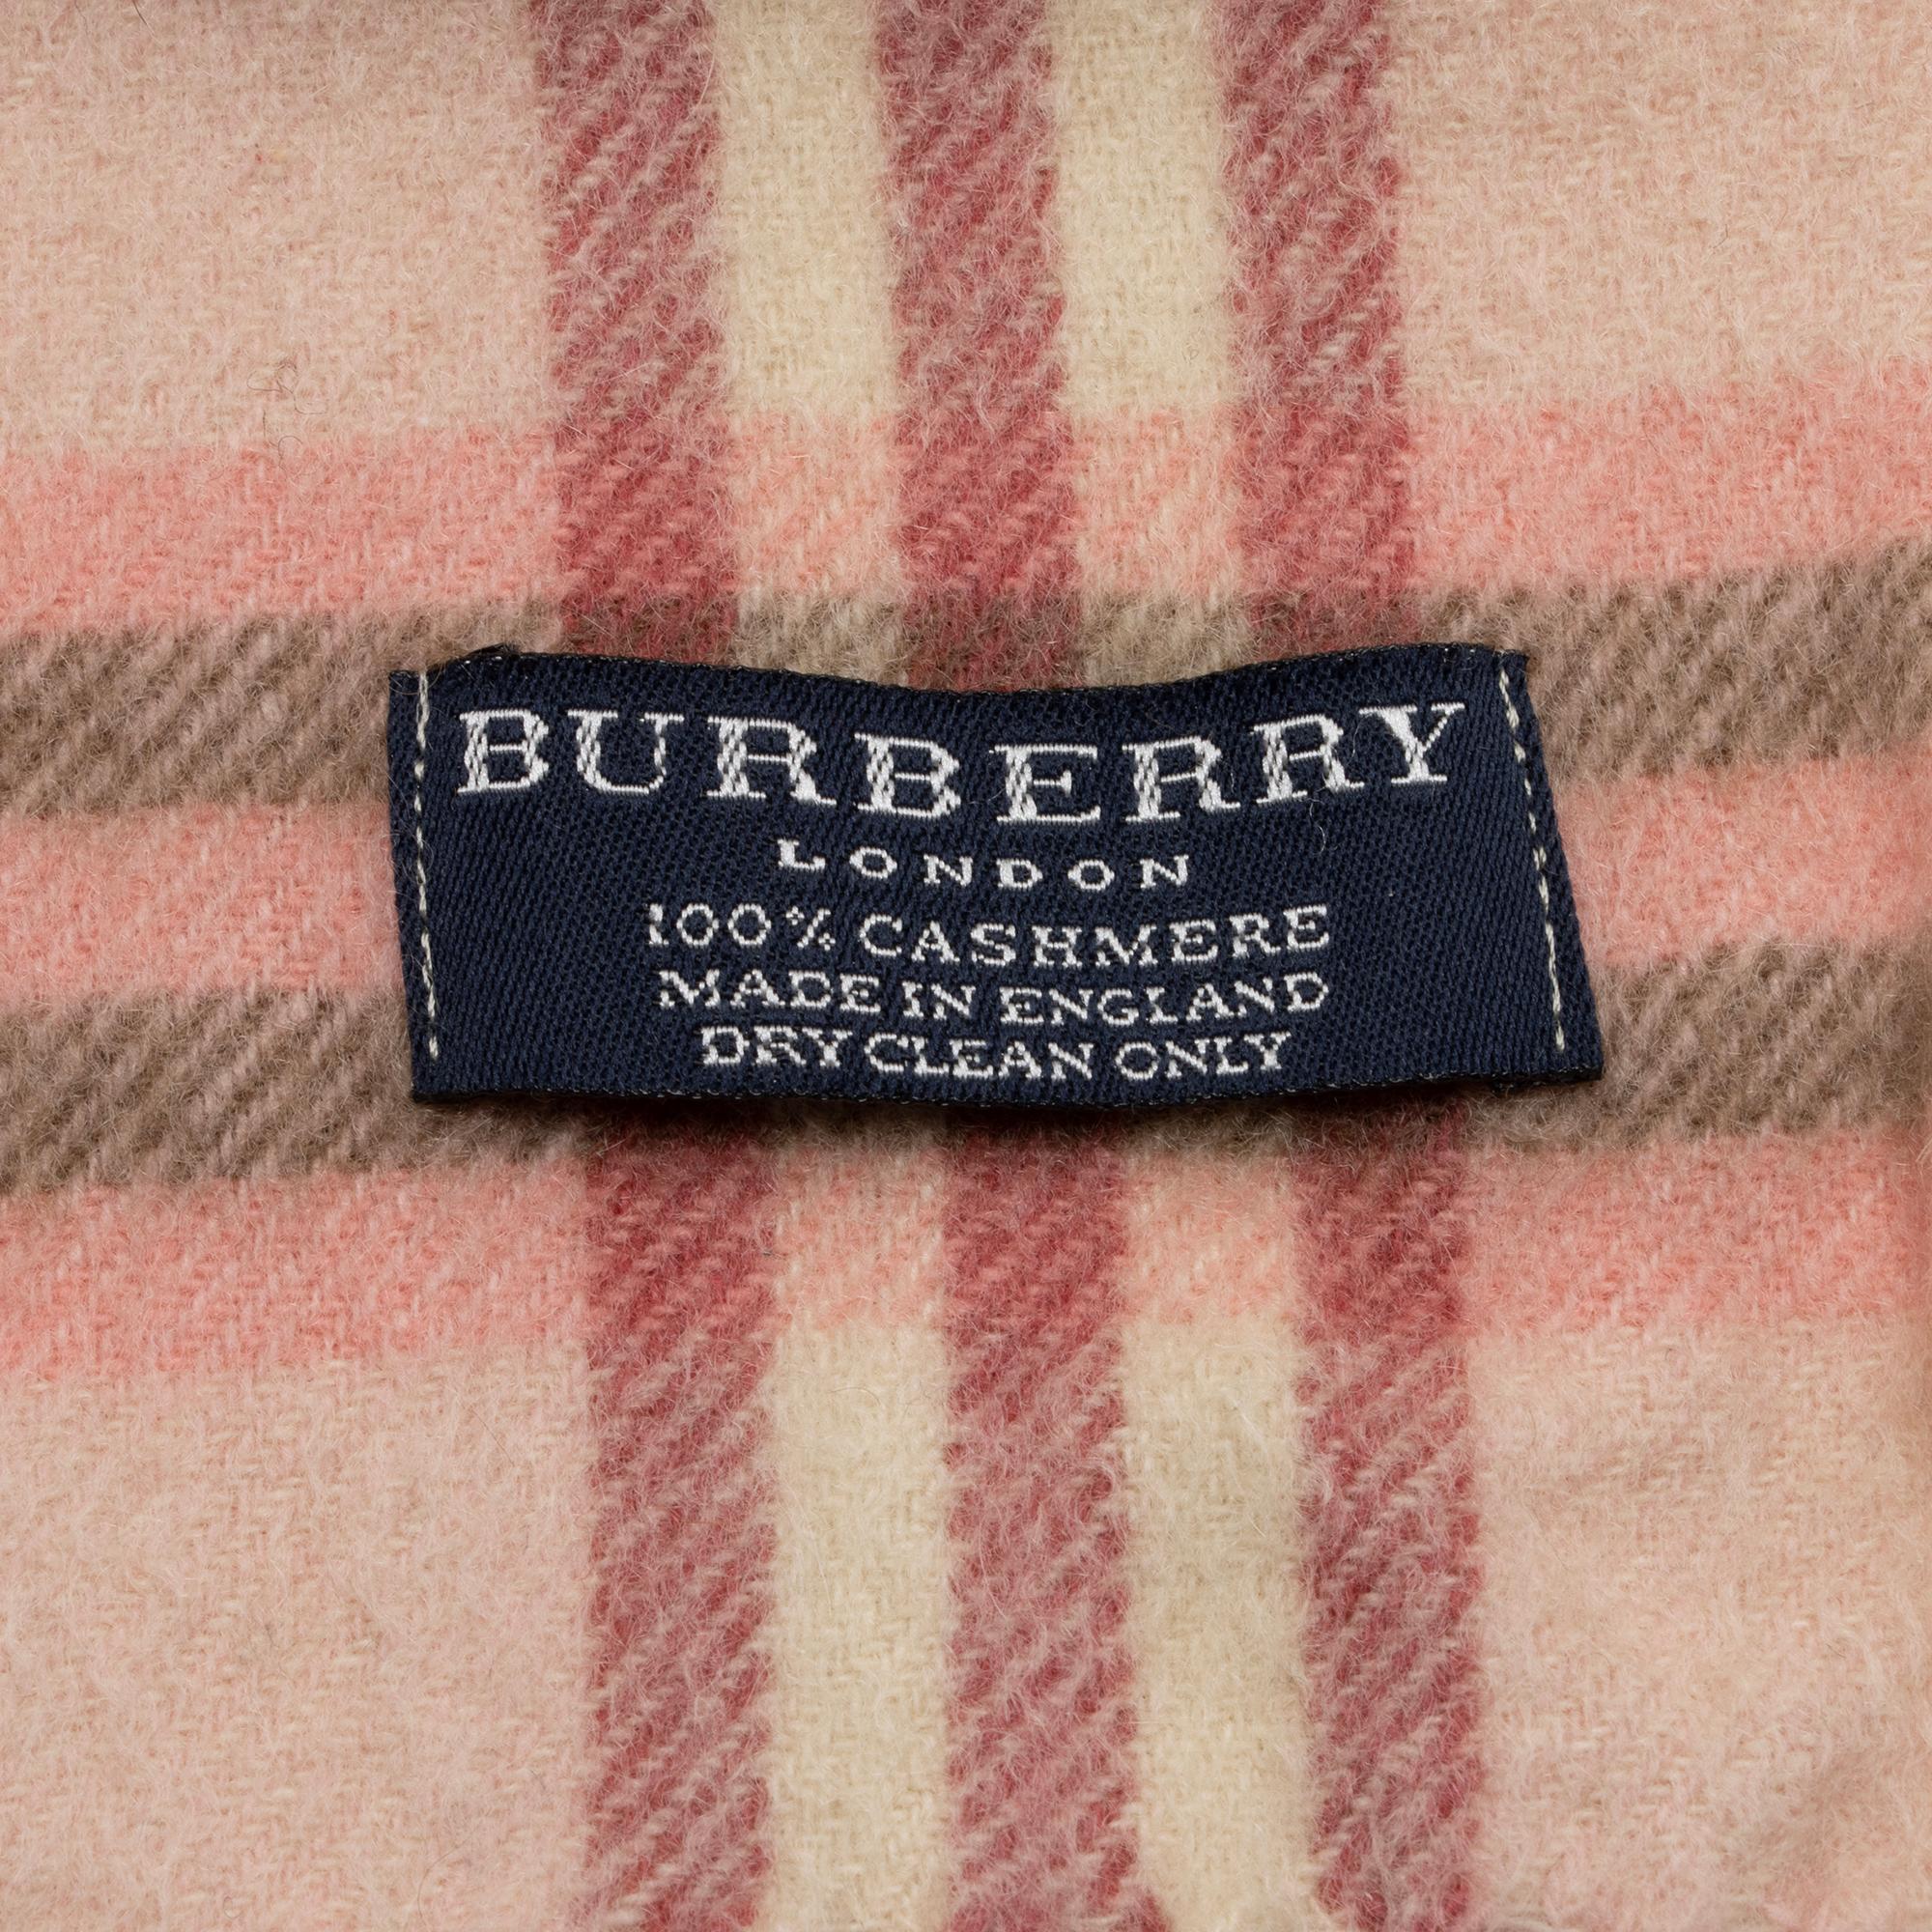 BURBERRY
LONDON
100% CASHMERE
MADE IN ENGLAND
DRY CLEAN ONLY